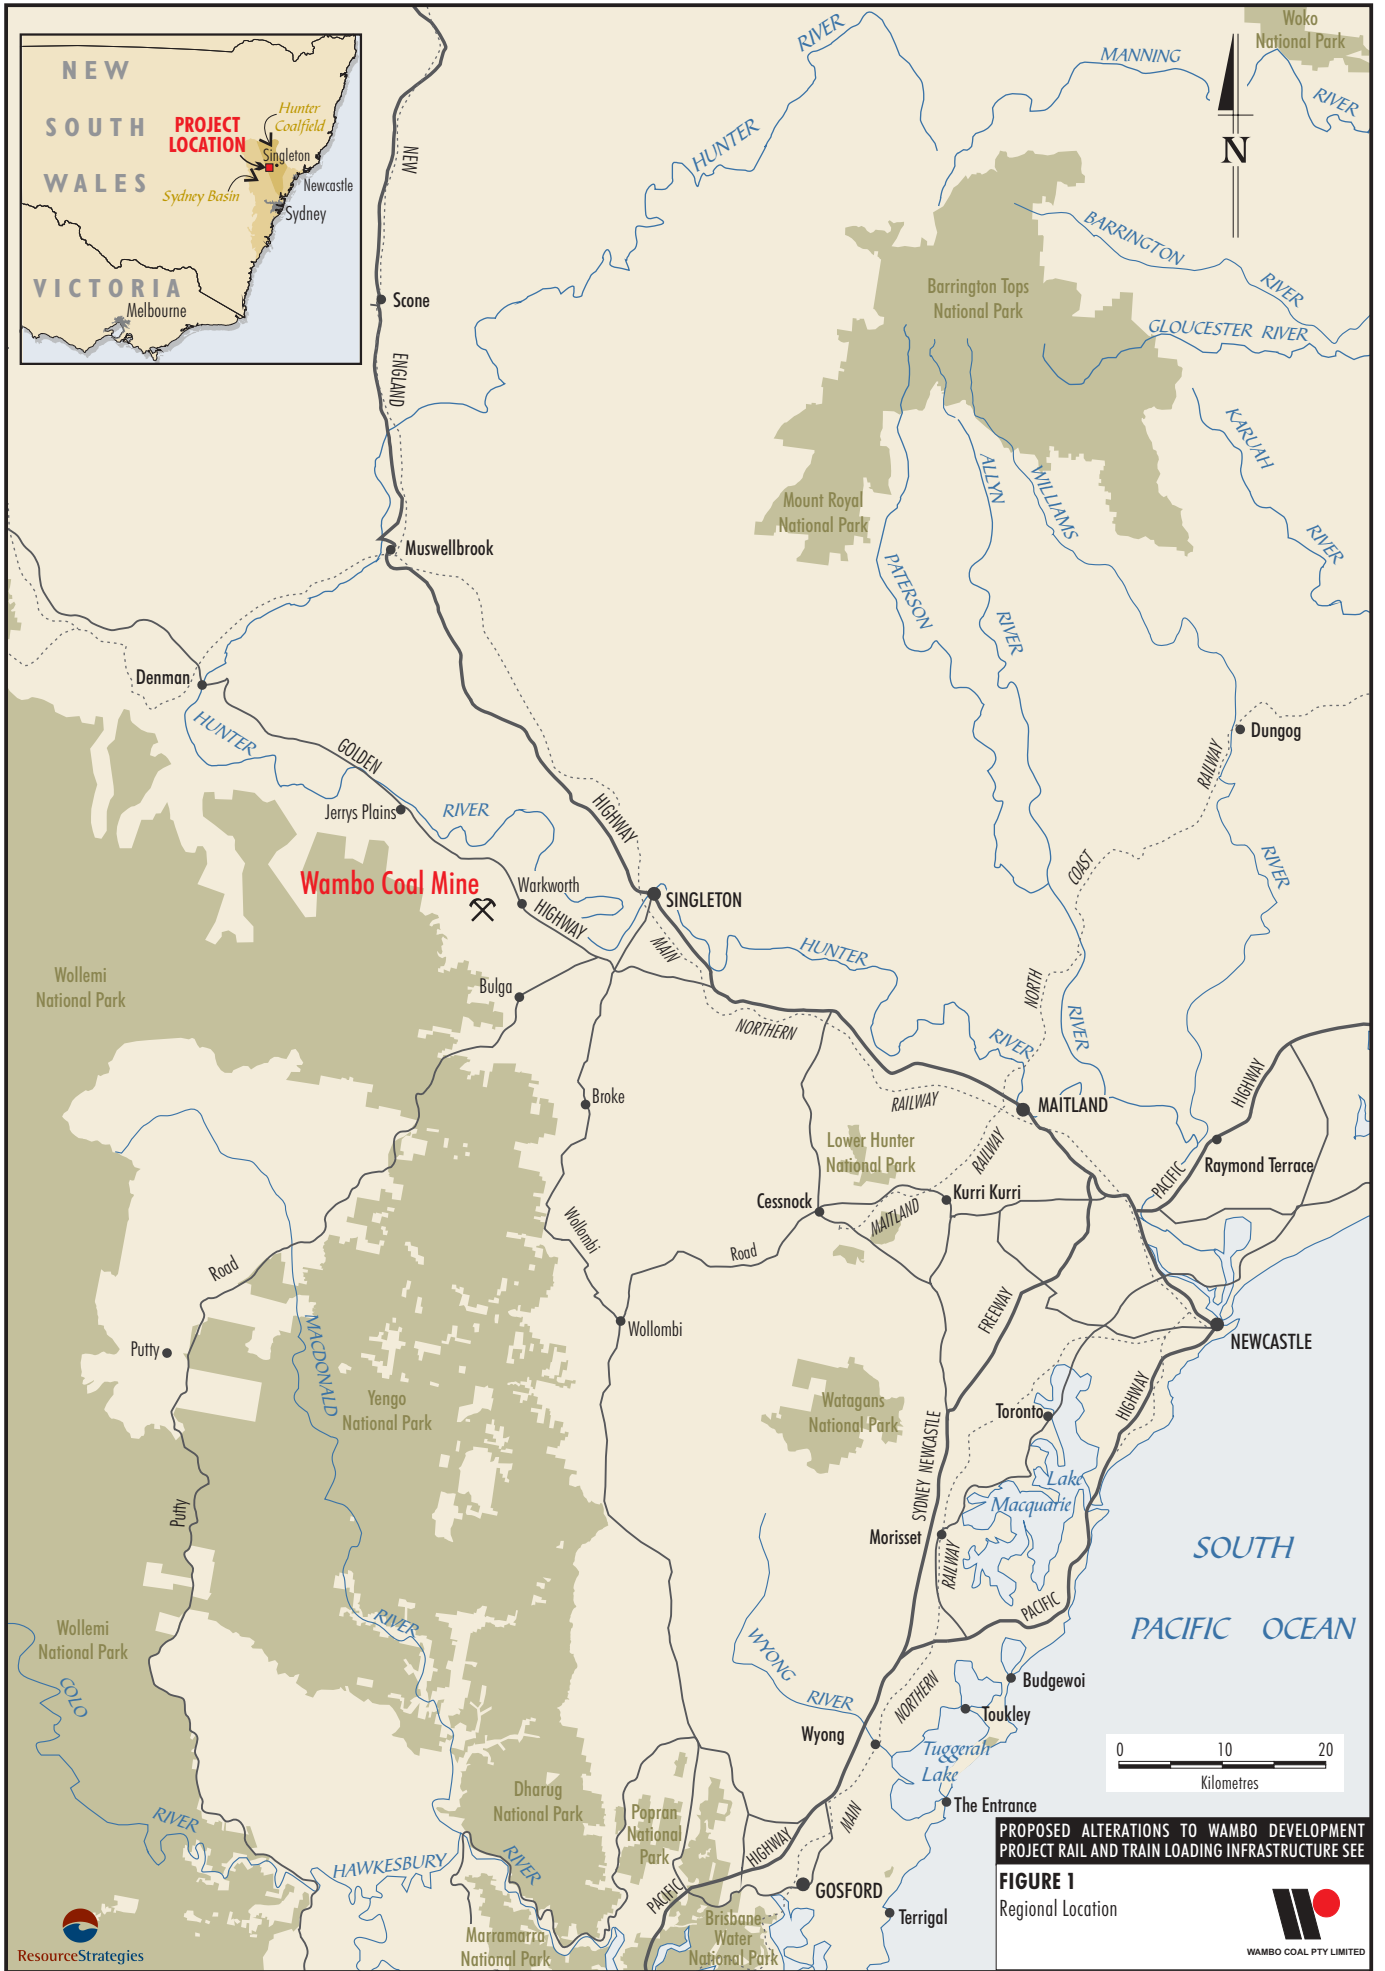 NEW
SOUTH
WALES
VICTORIA
Hunter
Coalfield
PROJECT
LOCATION
Singleton
Newcastle
Sydney Basin
Sydney
Melbourne
Woko
National Park
RIVER
MANNING
RIVER
N
HUNTER
NEW
BARRINGTON
RIVER
Barrington Tops
National Park
Scone
GLOUCESTER RIVER
ENGLAND
KARUAH
RIVER
ALLYN
WILLIAMS
Mount Royal
National Park
Muswellbrook
PATERSON
RIVER
Denman
HUNTER
GOLDEN
Dungog
RAILWAY
Jerrys Plains
RIVER
HIGHWAY
COAST
RIVER
Wambo Coal Mine
Warkworth
HIGHWAY
SINGLETON
MAIN
HUNTER
Wollemi
National Park
Bulga
NORTH
NORTHERN
RIVER
RIVER
Broke
RAILWAY
MAITLAND
HIGHWAY
Lower Hunter
National Park
RAILWAY
PACIFIC
Raymond Terrace
Cessnock
Kurri Kurri
MAITLAND
Wollombi
Road
Road
FREEWAY
MACDONALD
Wollombi
NEWCASTLE
Putty
Yengo
National Park
Watagans
National Park
Toronto
HIGHWAY
SYDNEY NEWCASTLE
Lake
Macquarie
Putty
Morisset
RAILWAY
SOUTH
PACIFIC OCEAN
PACIFIC
RIVER
Wollemi
National Park
COLO
WYONG
RIVER
NORTHERN
Budgewoi
Toukley
Wyong
Tuggerah
Lake
0 10 20
Kilometres
Dharug
National Park
The Entrance
Popran
National
Park
MAIN
RIVER
HAWKESBURY
RIVER
HIGHWAY
PACIFIC
GOSFORD
Terrigal
Brisbane
Water
National Park
Marramarra
National Park
PROPOSED ALTERATIONS TO WAMBO DEVELOPMENT
PROJECT RAIL AND TRAIN LOADING INFRASTRUCTURE SEE
FIGURE 1
Regional Location
WAMBO COAL PTY LIMITED
ResourceStrategies